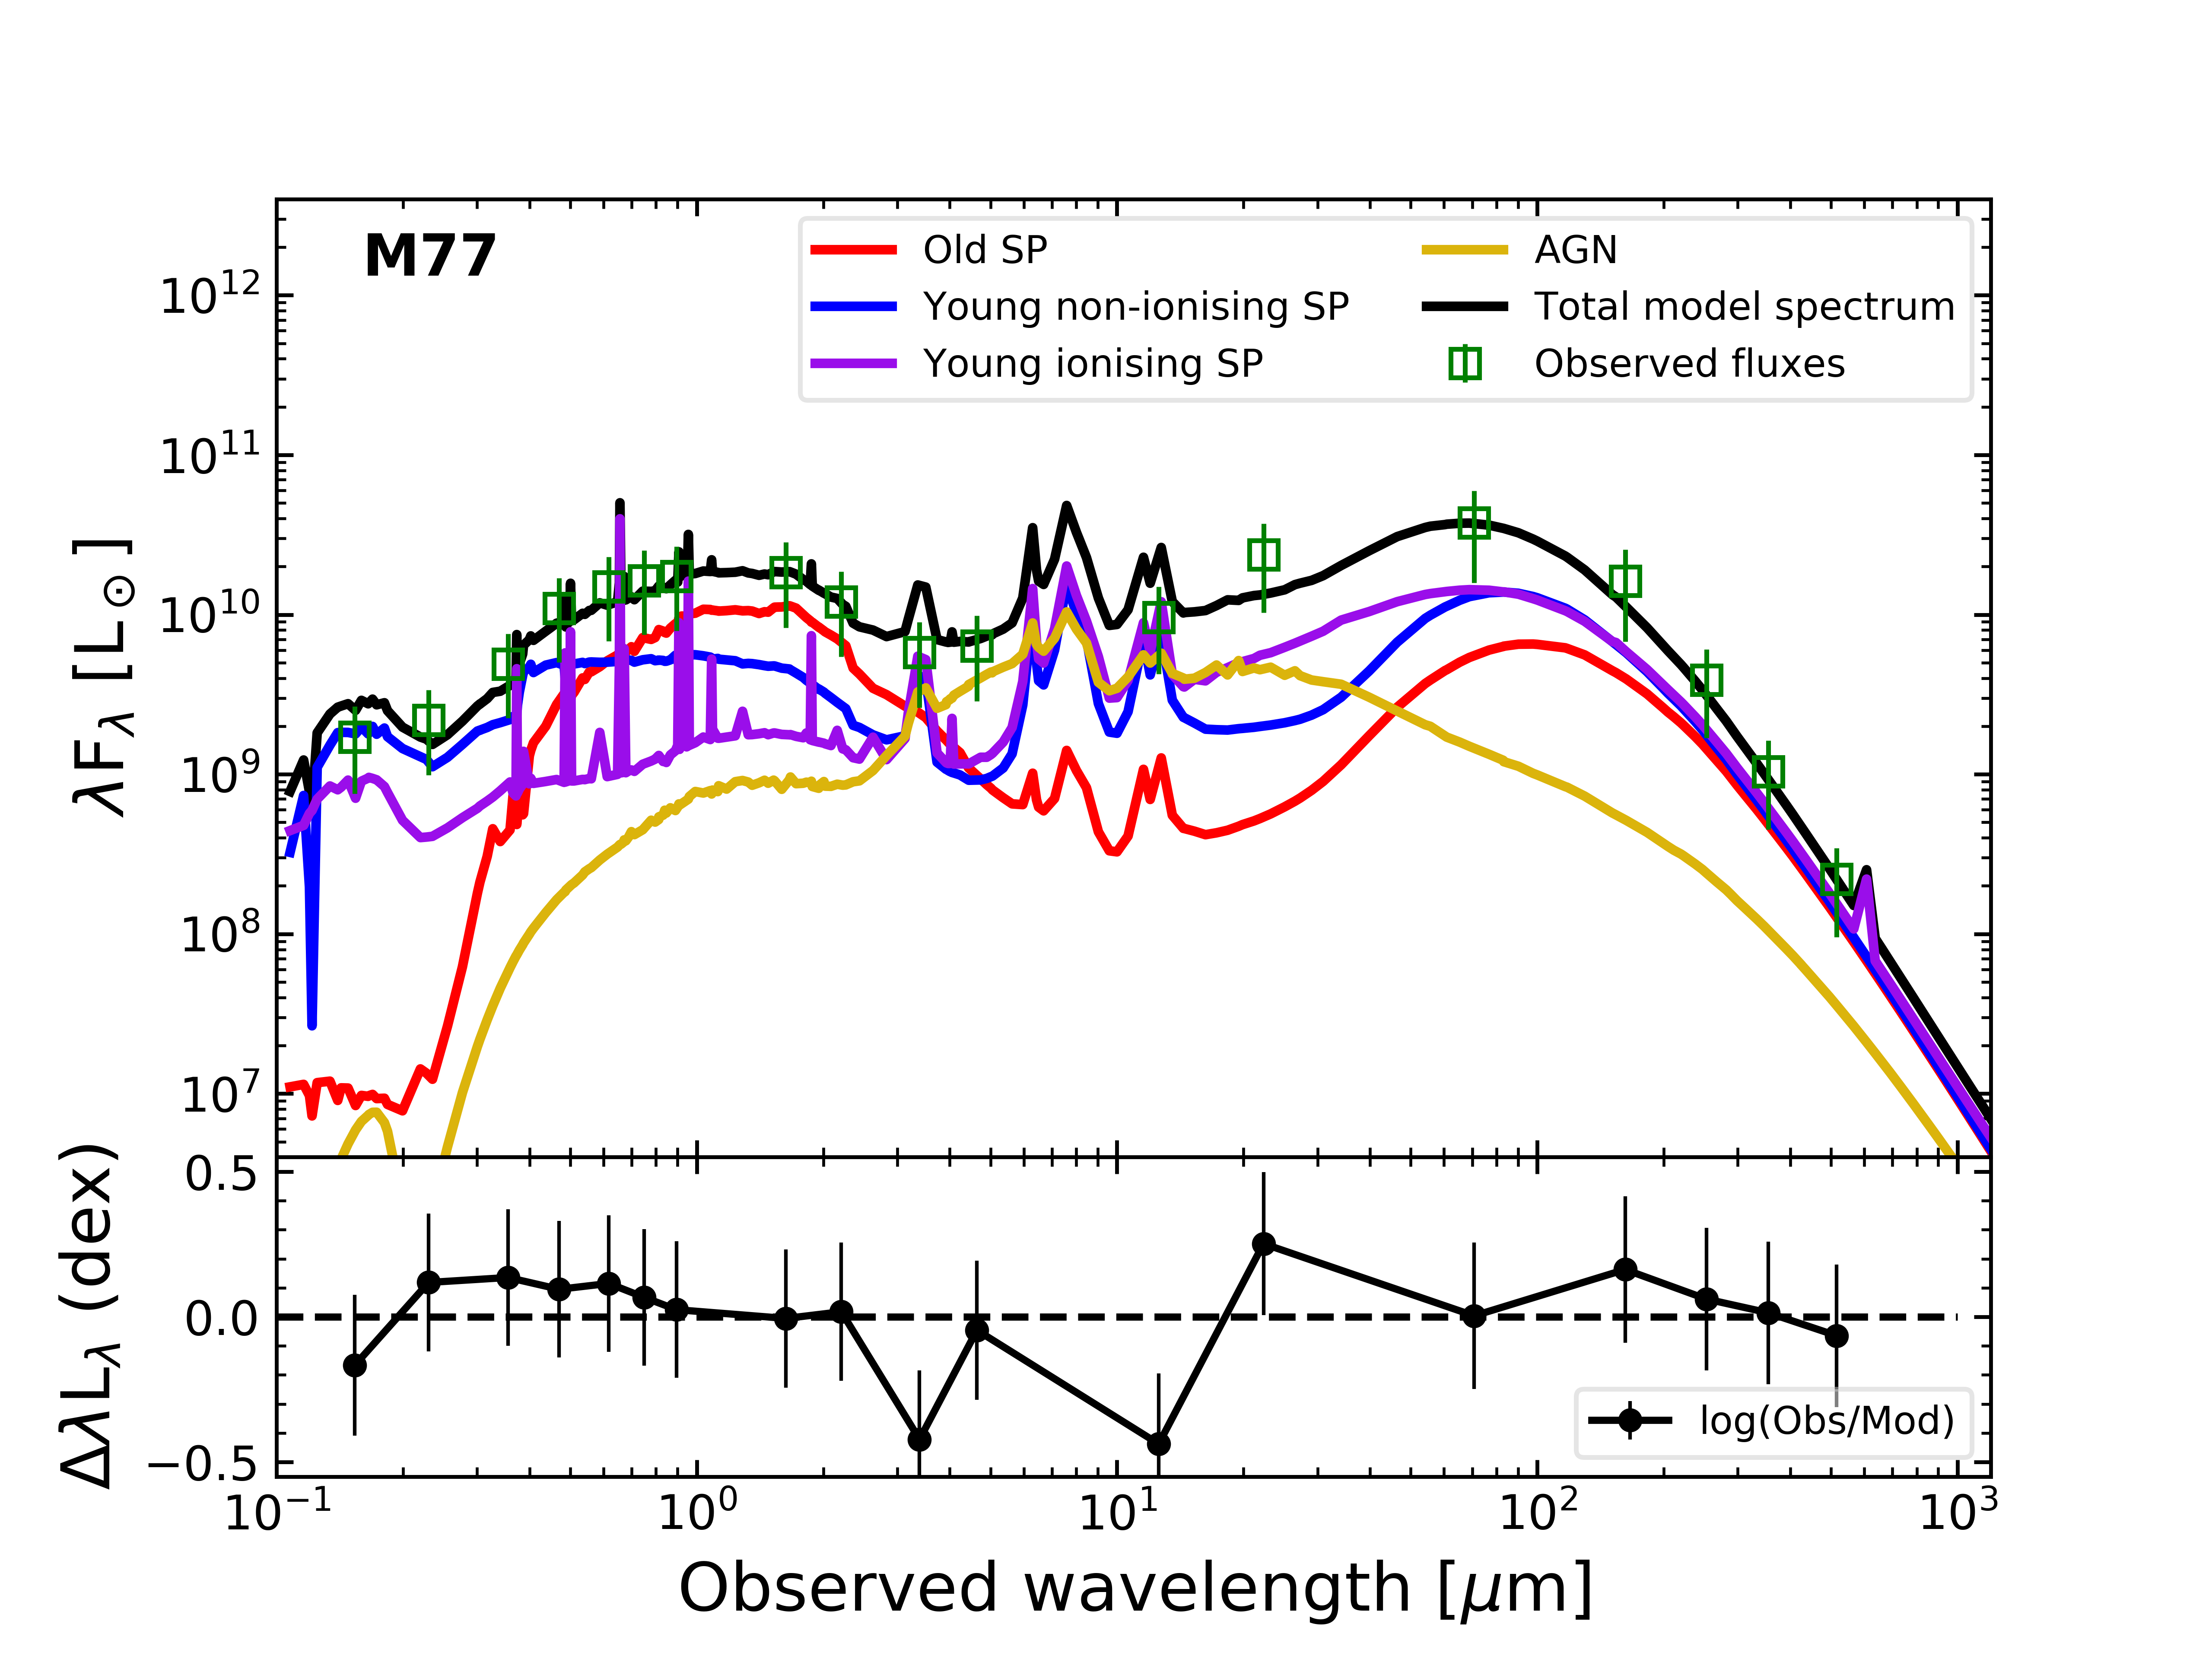 M77
Old SP
Young non-ionising SP
Young ionising SP
AGN
Total model spectrum
Observed fluxes
λF_λ [L_⊙]
10^12
10^11
10^10
10^9
10^8
10^7
ΔλL_λ (dex)
0.5
0.0
−0.5
log(Obs/Mod)
10^−1
10^0
10^1
10^2
10^3
Observed wavelength [μm]